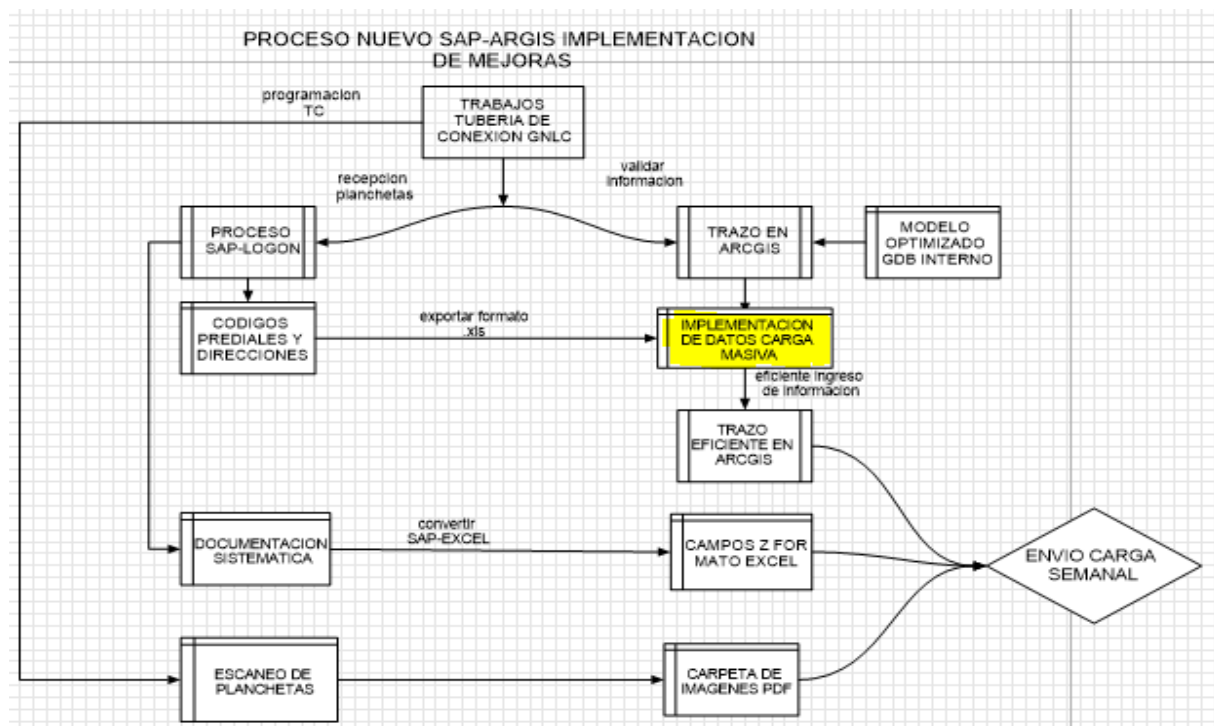 PROCESO NUEVO SAP-ARGIS IMPLEMENTACION
DE MEJORAS
programacion
TC
TRABAJOS
TUBERIA DE
CONEXION GNLC
recepcion
planchetas
validar
informacion
PROCESO
SAP-LOGON
TRAZO EN
ARCGIS
MODELO
OPTIMIZADO
GDB INTERNO
CODIGOS
PREDIALES Y
DIRECCIONES
exportar formato
.xls
IMPLEMENTACION
DE DATOS CARGA
MASIVA
eficiente ingreso
de informacion
TRAZO
EFICIENTE EN
ARCGIS
DOCUMENTACION
SISTEMATICA
convertir
SAP-EXCEL
CAMPOS Z FOR
MATO EXCEL
ENVIO CARGA
SEMANAL
ESCANEO DE
PLANCHETAS
CARPETA DE
IMAGENES PDF